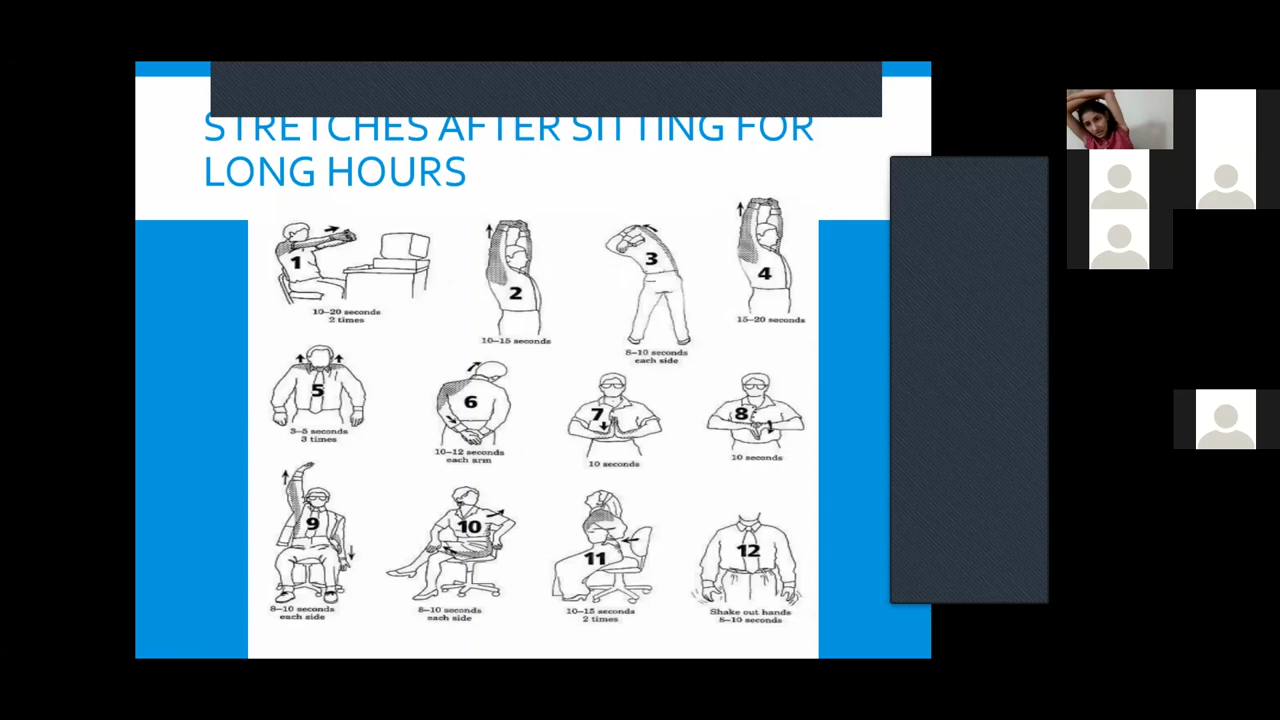 STRETCHES AFTER SITTING FOR
LONG HOURS
1
10–20 seconds
2 times
2
10–15 seconds
3
8–10 seconds
each side
4
15–20 seconds
5
3–5 seconds
3 times
6
10–12 seconds
each arm
7
10 seconds
8
10 seconds
9
8–10 seconds
each side
10
8–10 seconds
each side
11
10–15 seconds
2 times
12
Shake out hands
8–10 seconds